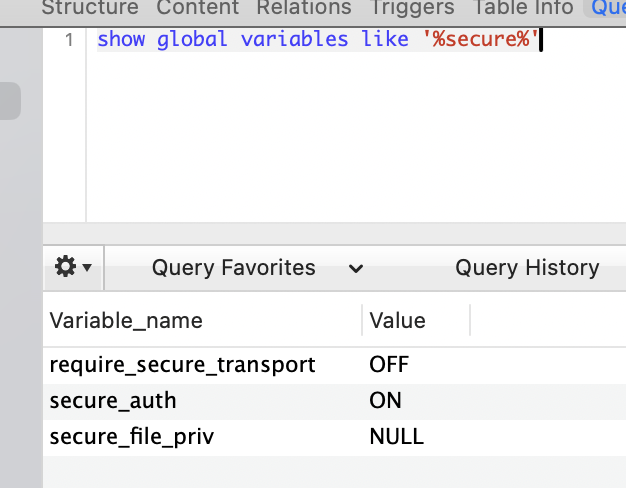 Structure Content Relations Triggers Table Info Que
1 show global variables like '%secure%'
Query Favorites Query History
Variable_name Value
require_secure_transport OFF
secure_auth ON
secure_file_priv NULL